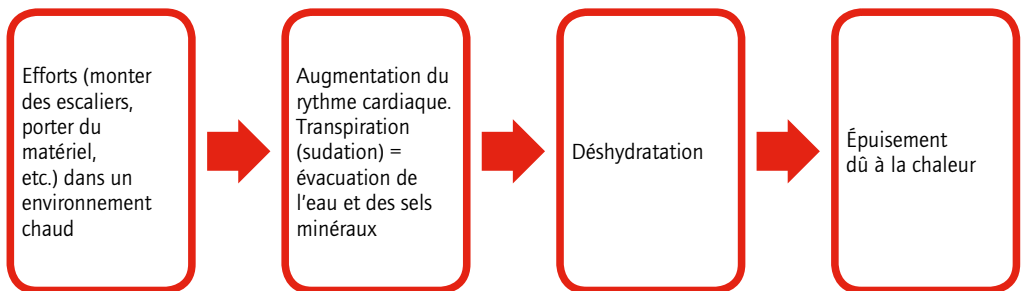 Efforts (monter
des escaliers,
porter du
matériel,
etc.) dans un
environnement
chaud
Augmentation du
rythme cardiaque.
Transpiration
(sudation) =
évacuation de
l'eau et des sels
minéraux
Déshydratation
Épuisement
dû à la chaleur